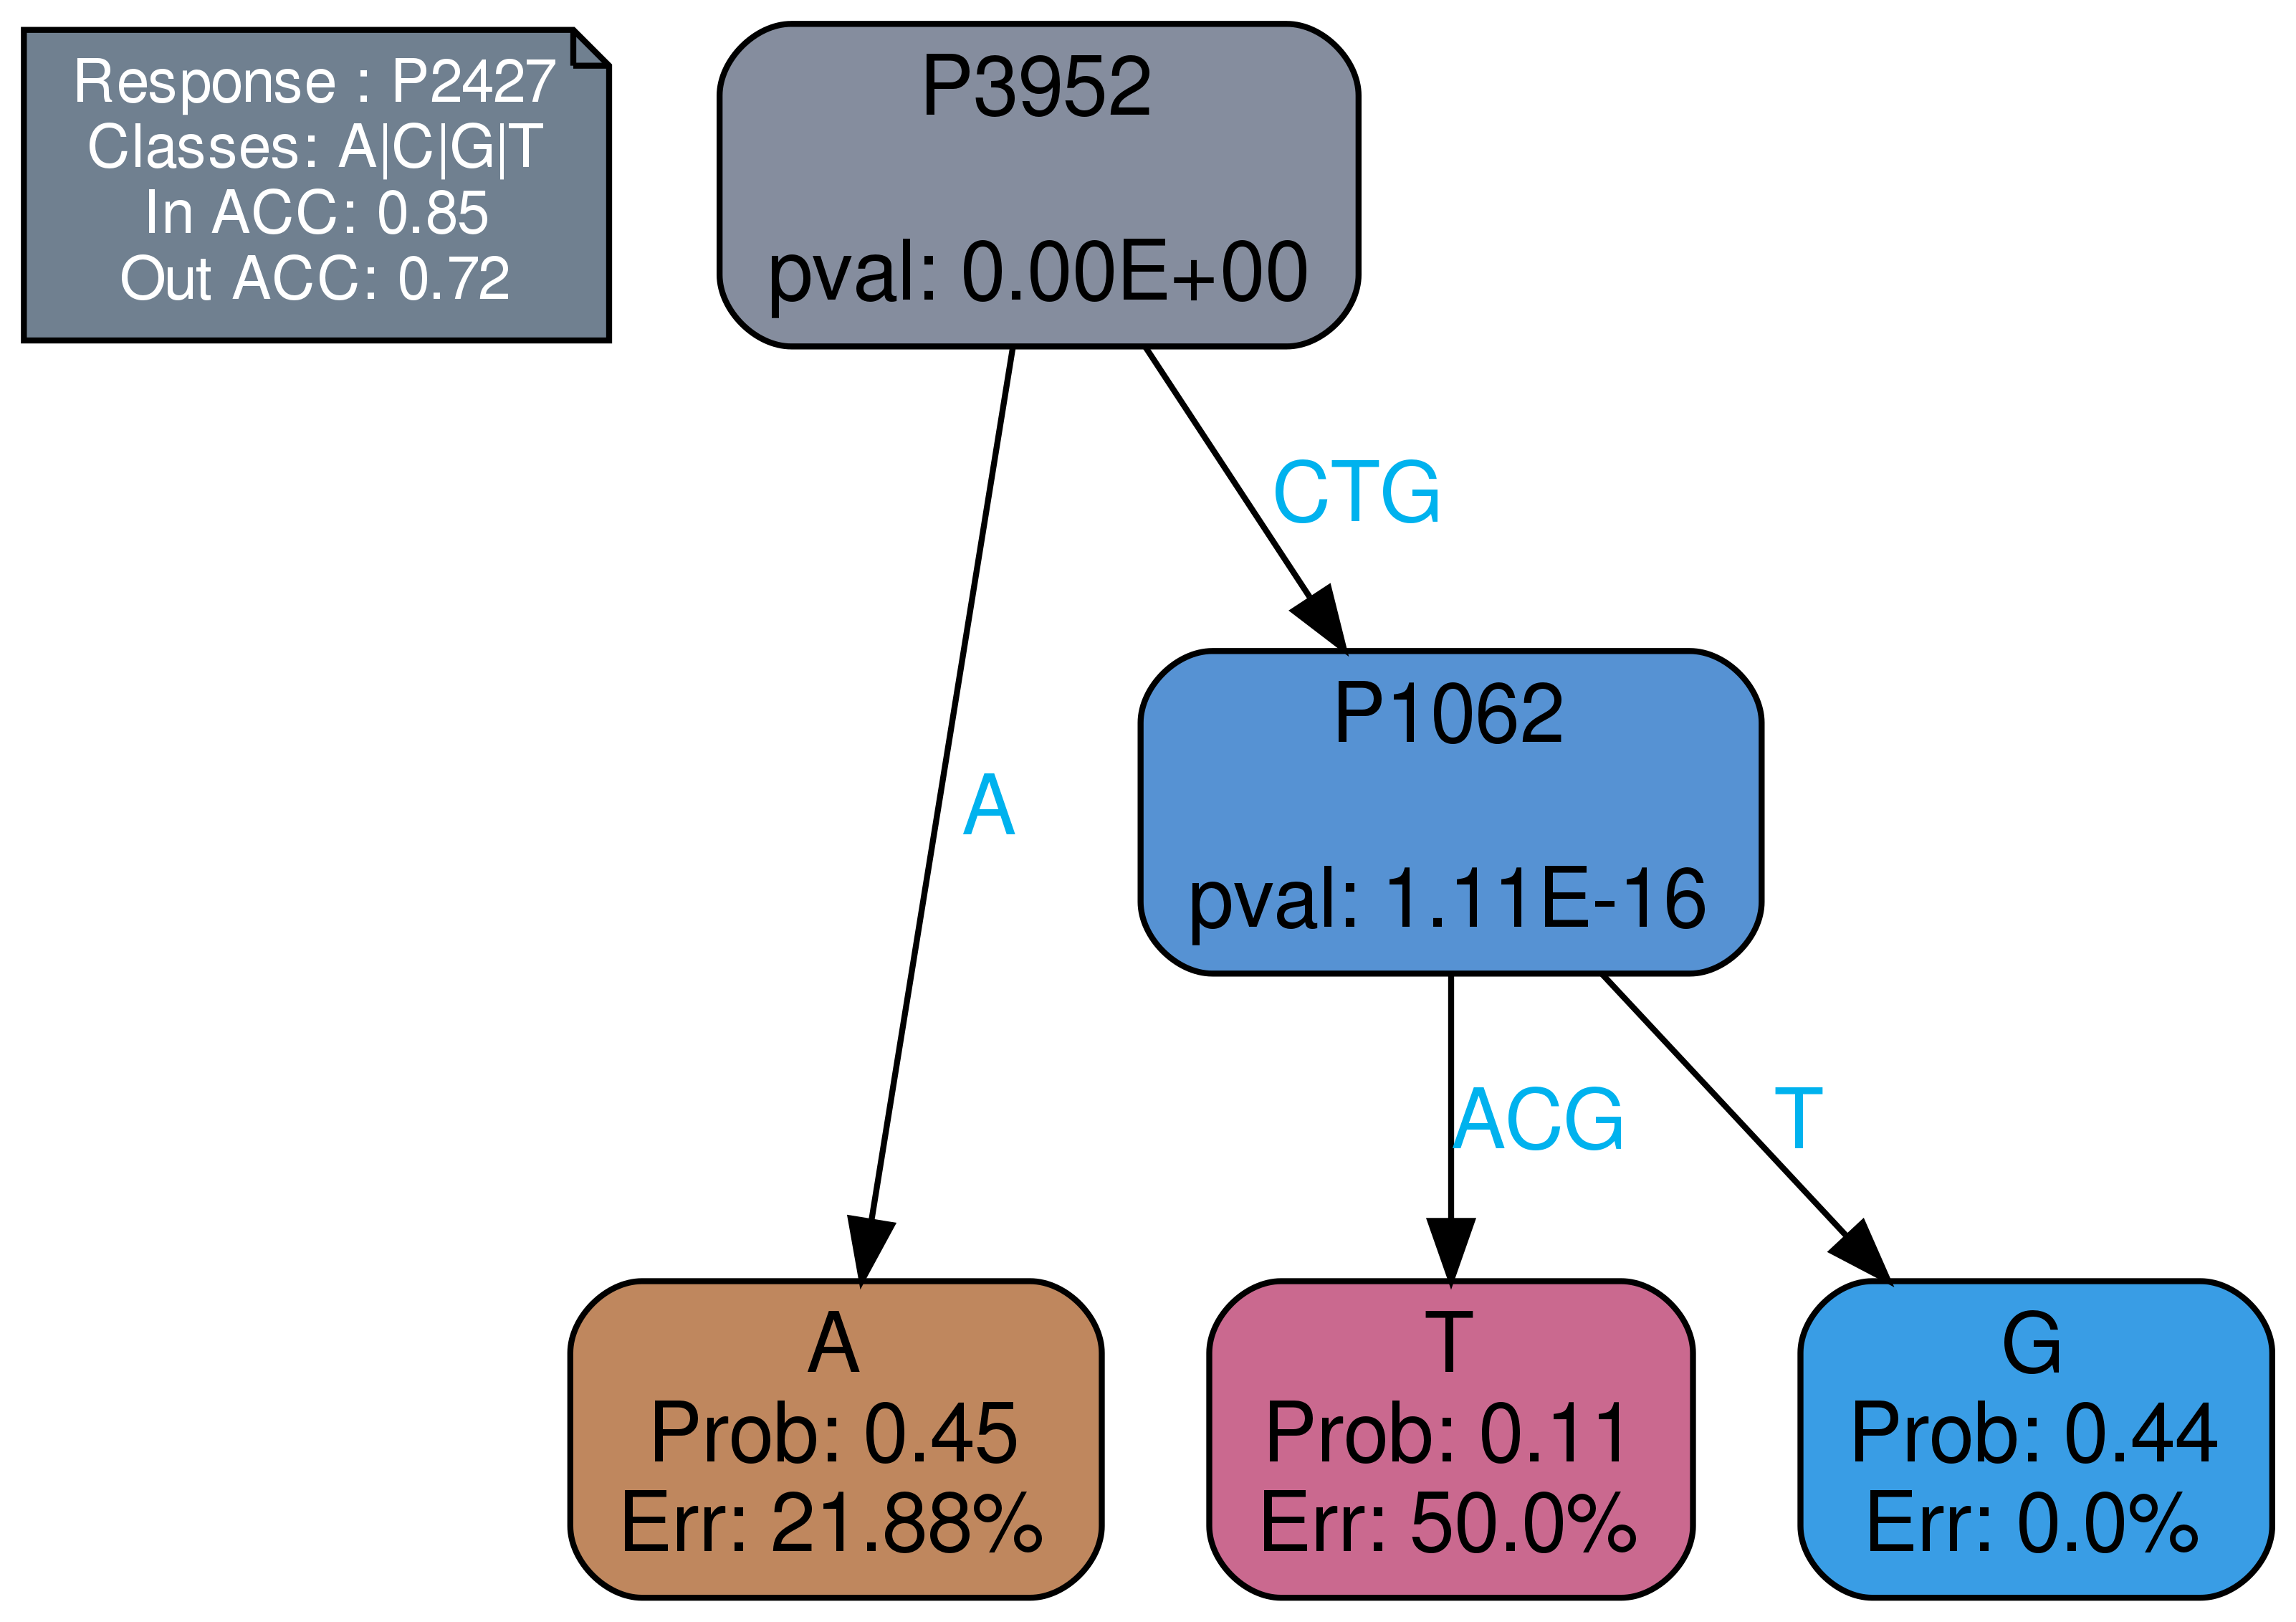 Response : P2427
Classes: A|C|G|T
In ACC: 0.85
Out ACC: 0.72
P3952
pval: 0.00E+00
CTG
A
P1062
pval: 1.11E-16
ACG
T
A
Prob: 0.45
Err: 21.88%
T
Prob: 0.11
Err: 50.0%
G
Prob: 0.44
Err: 0.0%